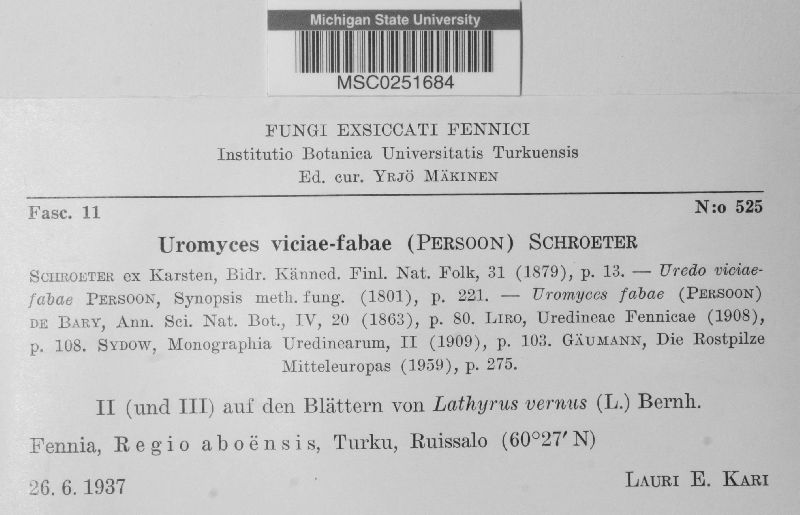 Michigan State University
MSC0251684
FUNGI EXSICCATI FENNICI
Institutio Botanica Universitatis Turkuensis
Ed. cur. YRJÖ MÄKINEN
Fasc. 11 N:o 525
Uromyces viciae-fabae (PERSOON) SCHROETER
SCHROETER ex Karsten, Bidr. Känned. Finl. Nat. Folk, 31 (1879), p. 13. — Uredo viciae-
fabae PERSOON, Synopsis meth. fung. (1801), p. 221. — Uromyces fabae (PERSOON)
DE BARY, Ann. Sci. Nat. Bot., IV, 20 (1863), p. 80. LIRO, Uredineae Fennicae (1908),
p. 108. SYDOW, Monographia Uredinearum, II (1909), p. 103. GÄUMANN, Die Rostpilze
Mitteleuropas (1959), p. 275.
II (und III) auf den Blättern von Lathyrus vernus (L.) Bernh.
Fennia, Regio aboënsis, Turku, Ruissalo (60°27′ N)
26. 6. 1937 LAURI E. KARI